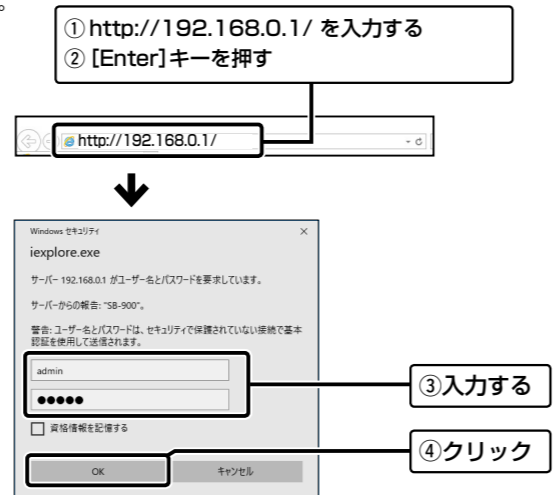 。
① http://192.168.0.1/ を入力する
② [Enter]キーを押す
http://192.168.0.1/
Windows セキュリティ
iexplore.exe
サーバー 192.168.0.1 がユーザー名とパスワードを要求しています。
サーバーからの報告: "SB-900"。
警告: ユーザー名とパスワードは、セキュリティで保護されていない接続で基本
認証を使用して送信されます。
admin
●●●●●
③入力する
資格情報を記憶する
④クリック
OK
キャンセル